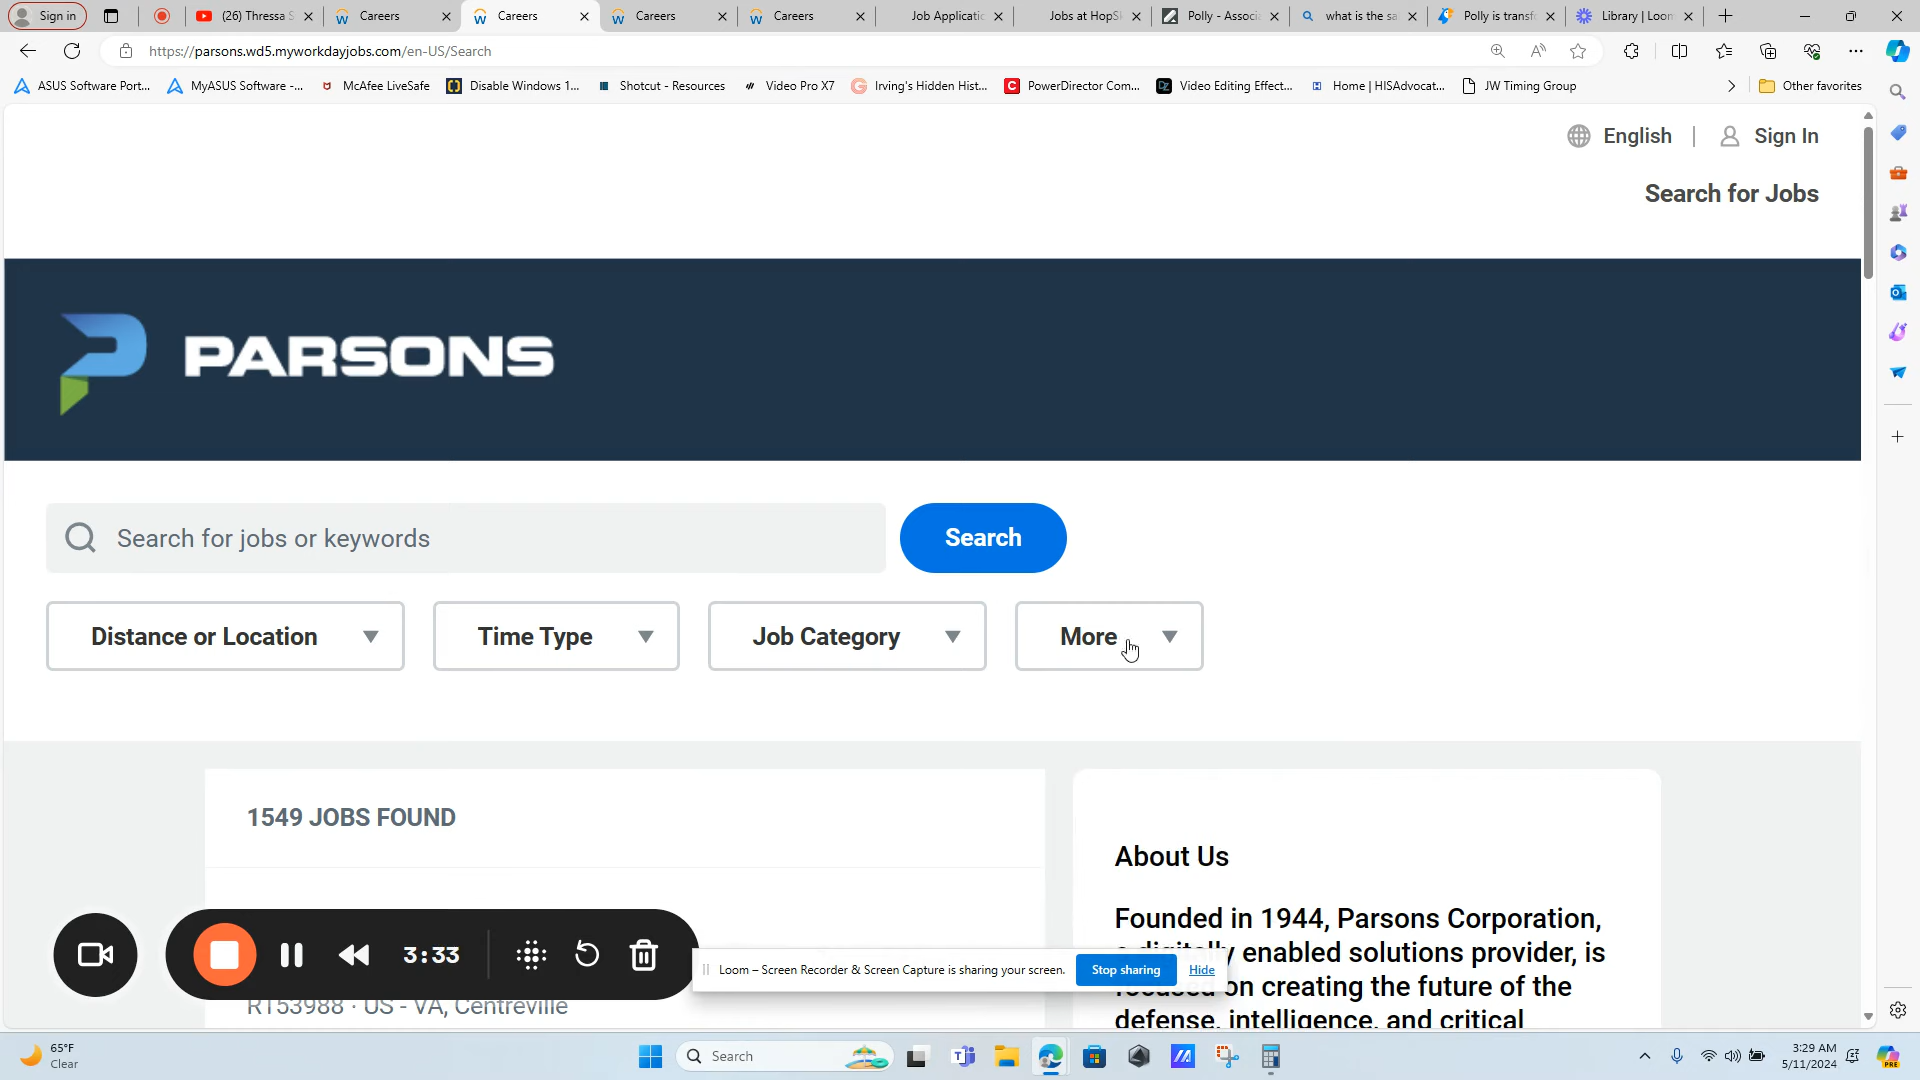 Sign in
(26) Thressa S
Careers
Careers
Careers
Careers
Job Applicatic
Jobs at HopSk
Polly - Associa
what is the sa
Polly is transf
Library | Loom
https://parsons.wd5.myworkdayjobs.com/en-US/Search
ASUS Software Port...
MyASUS Software -...
McAfee LiveSafe
Disable Windows 1...
Shotcut - Resources
Video Pro X7
Irving's Hidden Hist...
PowerDirector Com...
Video Editing Effect...
Home | HISAdvocat...
JW Timing Group
Other favorites
English | Sign In
Search for Jobs
PARSONS
Search for jobs or keywords
Search
Distance or Location
Time Type
Job Category
More
1549 JOBS FOUND
About Us
Founded in 1944, Parsons Corporation,
a digitally enabled solutions provider, is
focused on creating the future of the
defense, intelligence, and critical
3:33
Loom – Screen Recorder & Screen Capture is sharing your screen.
Stop sharing
Hide
RT53988 · US - VA, Centreville
65°F
Clear
Search
3:29 AM
5/11/2024